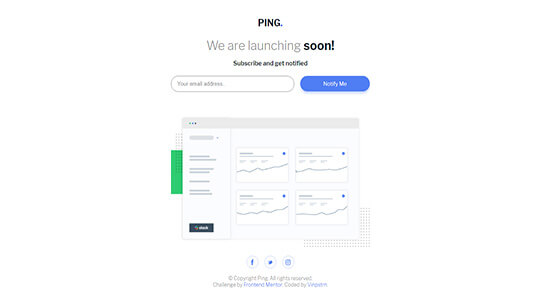 PING.
We are launching soon!
Subscribe and get notified
Your email address...
Notify Me
slack
© Copyright Ping. All rights reserved.
Challenge by Frontend Mentor. Coded by